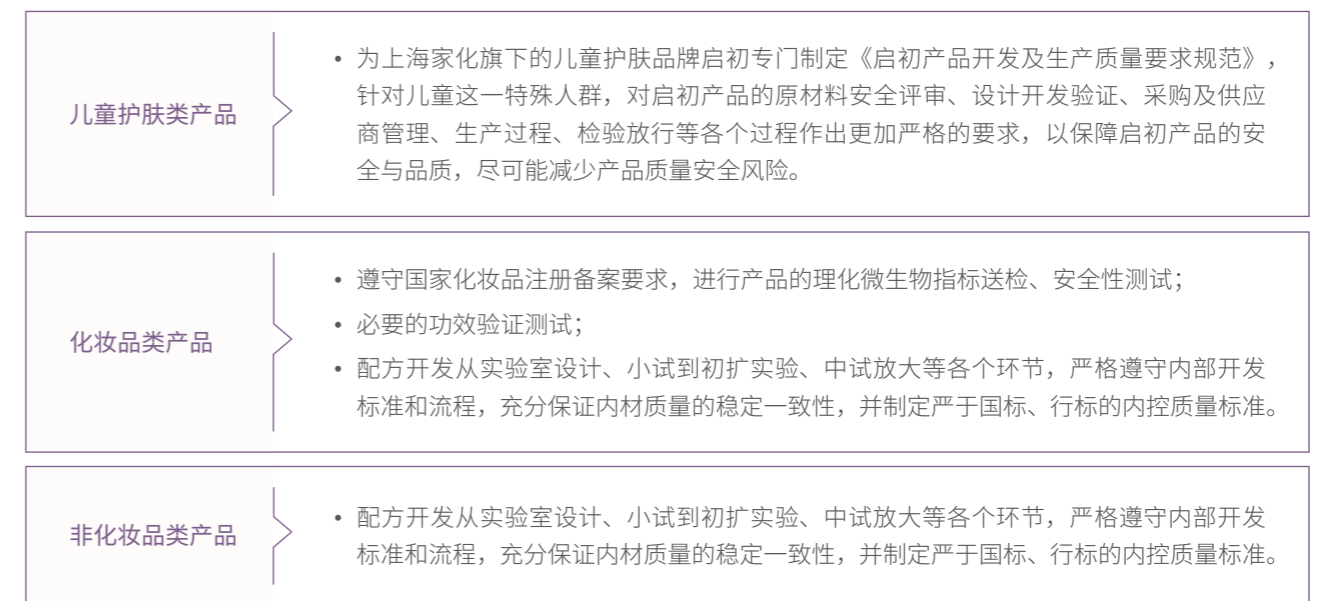 儿童护肤类产品
• 为上海家化旗下的儿童护肤品牌启初专门制定《启初产品开发及生产质量要求规范》，
针对儿童这一特殊人群，对启初产品的原材料安全评审、设计开发验证、采购及供应
商管理、生产过程、检验放行等各个过程作出更加严格的要求，以保障启初产品的安
全与品质，尽可能减少产品质量安全风险。
化妆品类产品
• 遵守国家化妆品注册备案要求，进行产品的理化微生物指标送检、安全性测试；
• 必要的功效验证测试；
• 配方开发从实验室设计、小试到初扩实验、中试放大等各个环节，严格遵守内部开发
标准和流程，充分保证内材质量的稳定一致性，并制定严于国标、行标的内控质量标准。
非化妆品类产品
• 配方开发从实验室设计、小试到初扩实验、中试放大等各个环节，严格遵守内部开发
标准和流程，充分保证内材质量的稳定一致性，并制定严于国标、行标的内控质量标准。